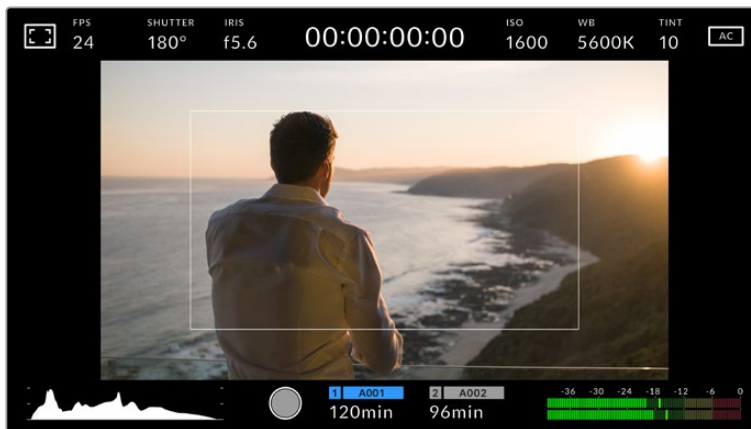 FPS SHUTTER IRIS 00:00:00:00 ISO WB TINT AC
24 180° f5.6 1600 5600K 10
-36 -30 -24 -18 -12 -6 0
1 A001 2 A002
120min 96min